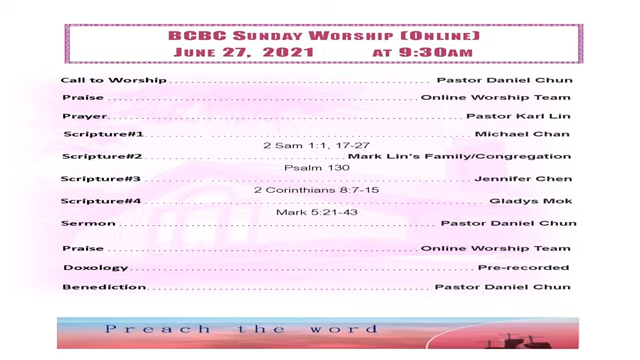 BCBC SUNDAY WORSHIP (ONLINE)
JUNE 27, 2021 AT 9:30AM
Call to Worship Pastor Daniel Chun
Praise Online Worship Team
Prayer Pastor Karl Lin
Scripture#1 Michael Chan
2 Sam 1:1, 17-27
Scripture#2 Mark Lin's Family/Congregation
Psalm 130
Scripture#3 Jennifer Chen
2 Corinthians 8:7-15
Scripture#4 Gladys Mok
Mark 5:21-43
Sermon Pastor Daniel Chun
Praise Online Worship Team
Doxology Pre-recorded
Benediction Pastor Daniel Chun
Preach the word